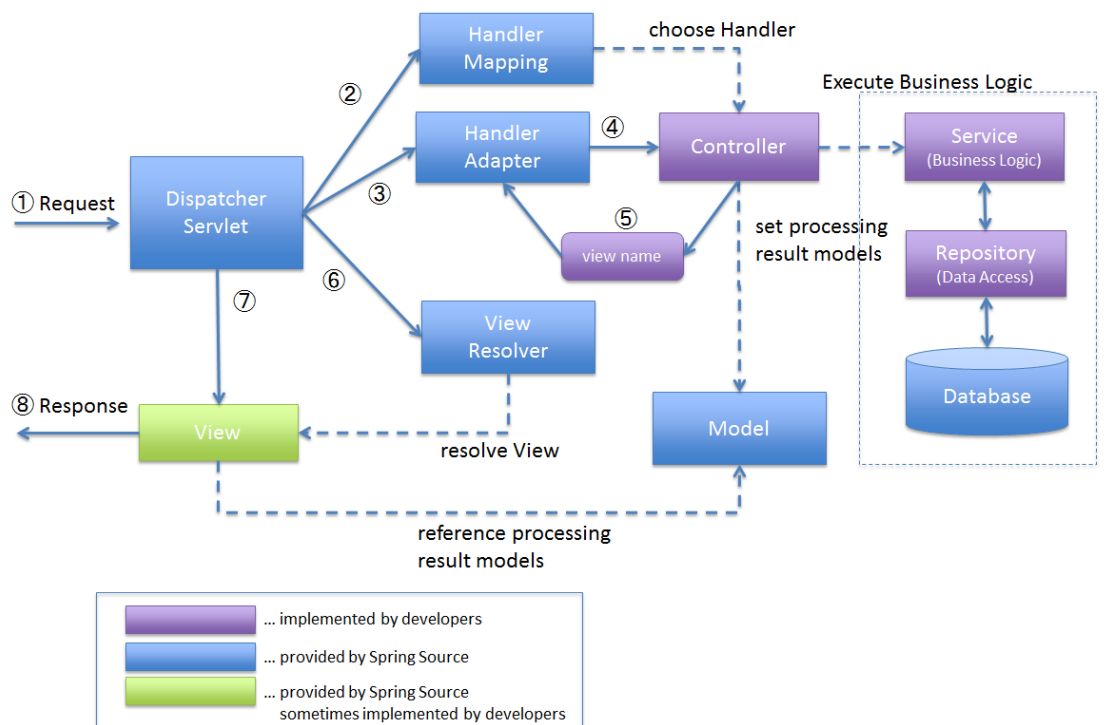 Handler
Mapping
choose Handler
②
Execute Business Logic
Handler
Adapter
④
Controller
Service
(Business Logic)
① Request
Dispatcher
Servlet
③
⑤
view name
set processing
result models
Repository
(Data Access)
⑥
⑦
View
Resolver
Database
⑧ Response
View
resolve View
Model
reference processing
result models
... implemented by developers
... provided by Spring Source
... provided by Spring Source
sometimes implemented by developers